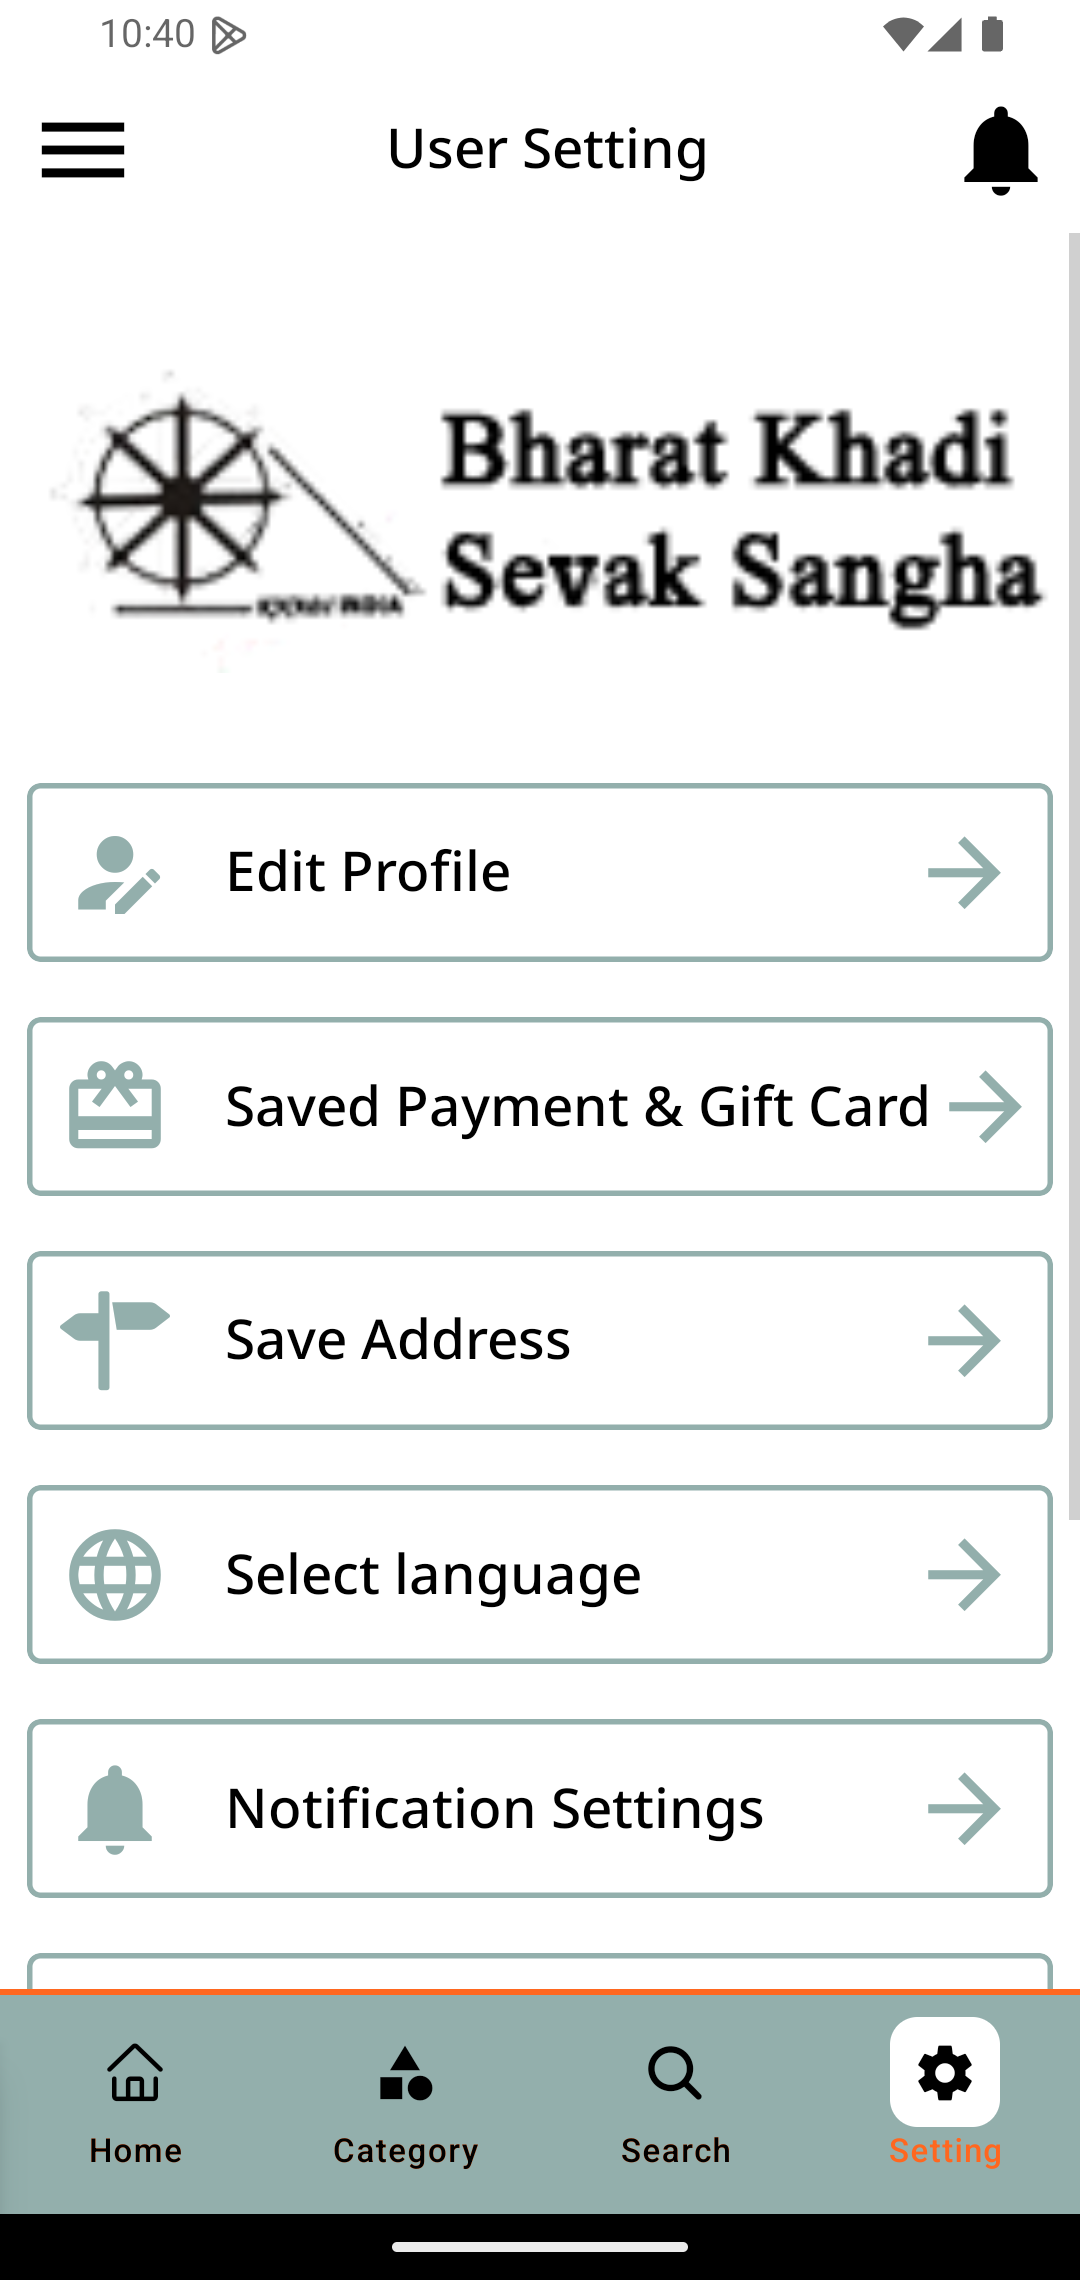 10:40
User Setting
Bharat Khadi
Sevak Sangha
INDIA
Edit Profile
Saved Payment & Gift Card
Save Address
Select language
Notification Settings
Home
Category
Search
Setting